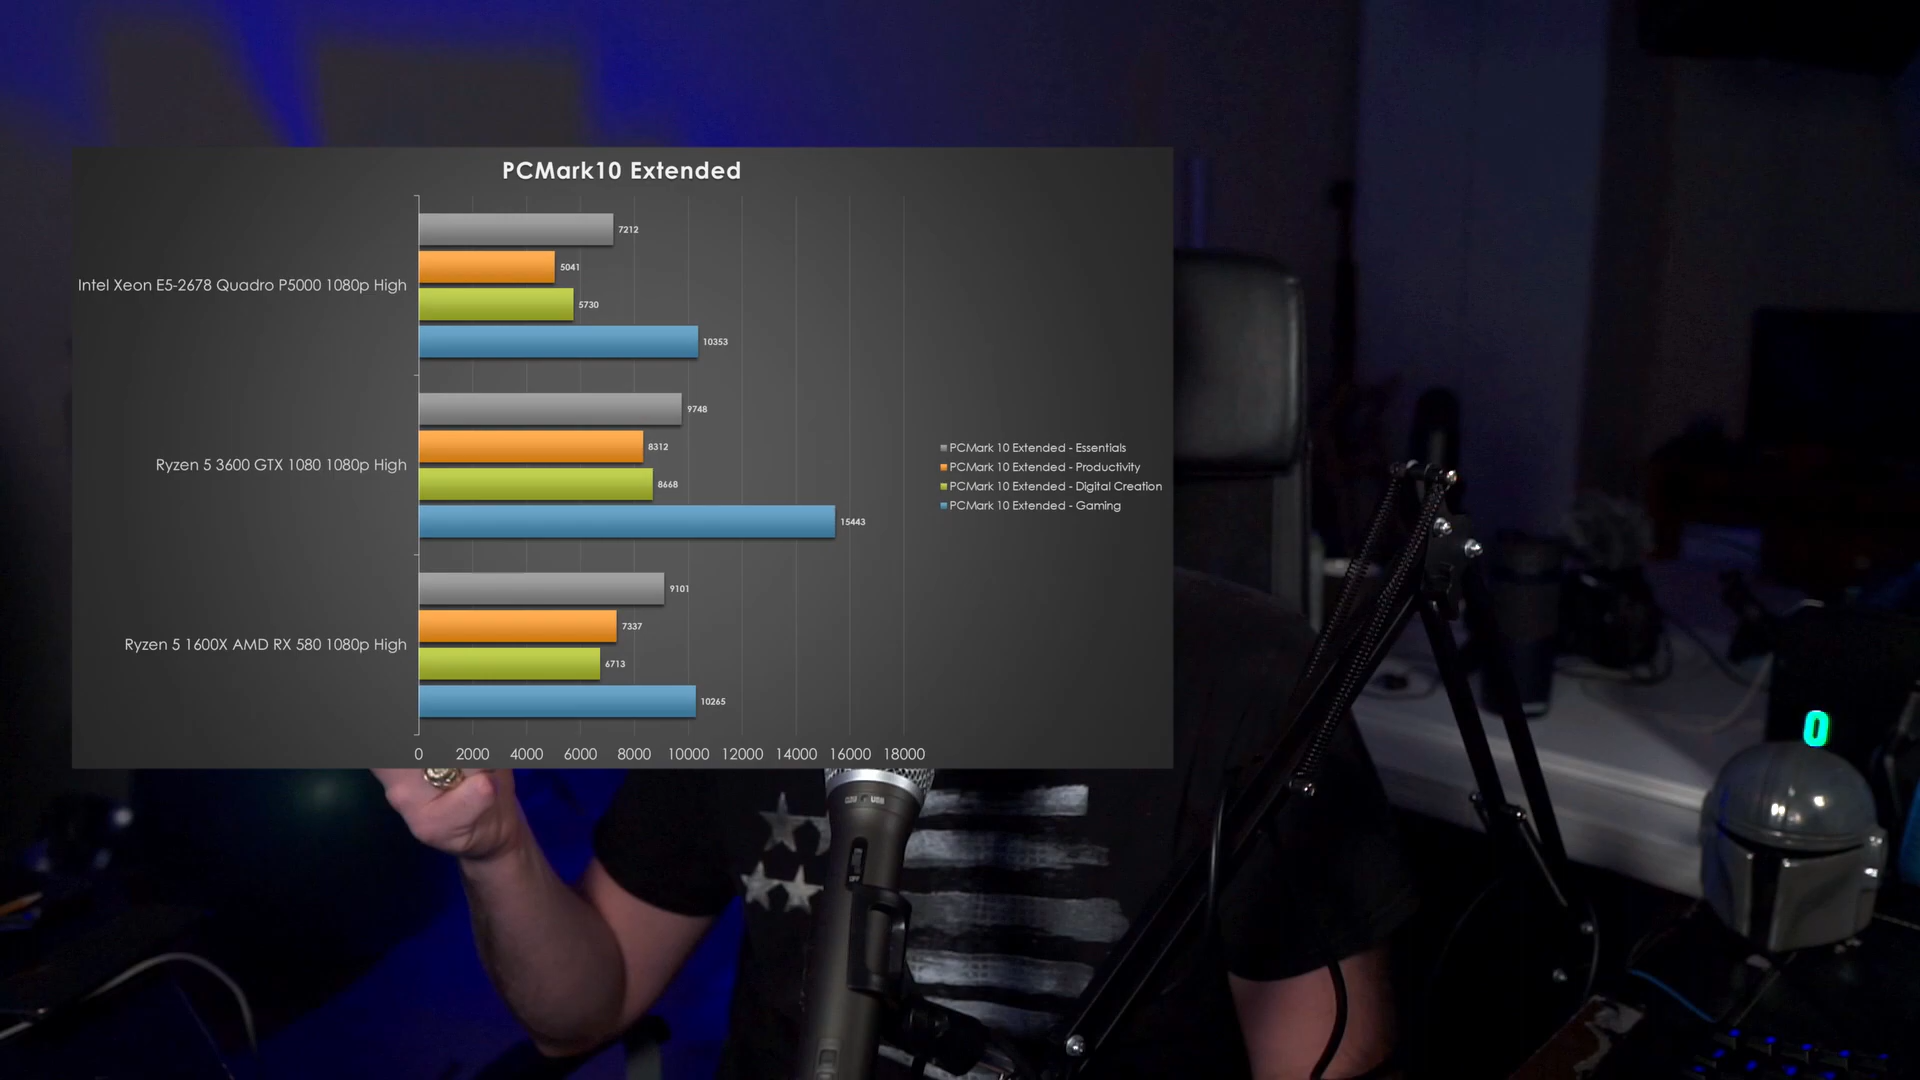 PCMark10 Extended
7212
5041
Intel Xeon E5-2678 Quadro P5000 1080p High
5730
10353
9748
8312
Ryzen 5 3600 GTX 1080 1080p High
8668
15443
9101
7337
Ryzen 5 1600X AMD RX 580 1080p High
6713
10265
PCMark 10 Extended - Essentials
PCMark 10 Extended - Productivity
PCMark 10 Extended - Digital Creation
PCMark 10 Extended - Gaming
0 2000 4000 6000 8000 10000 12000 14000 16000 18000
0